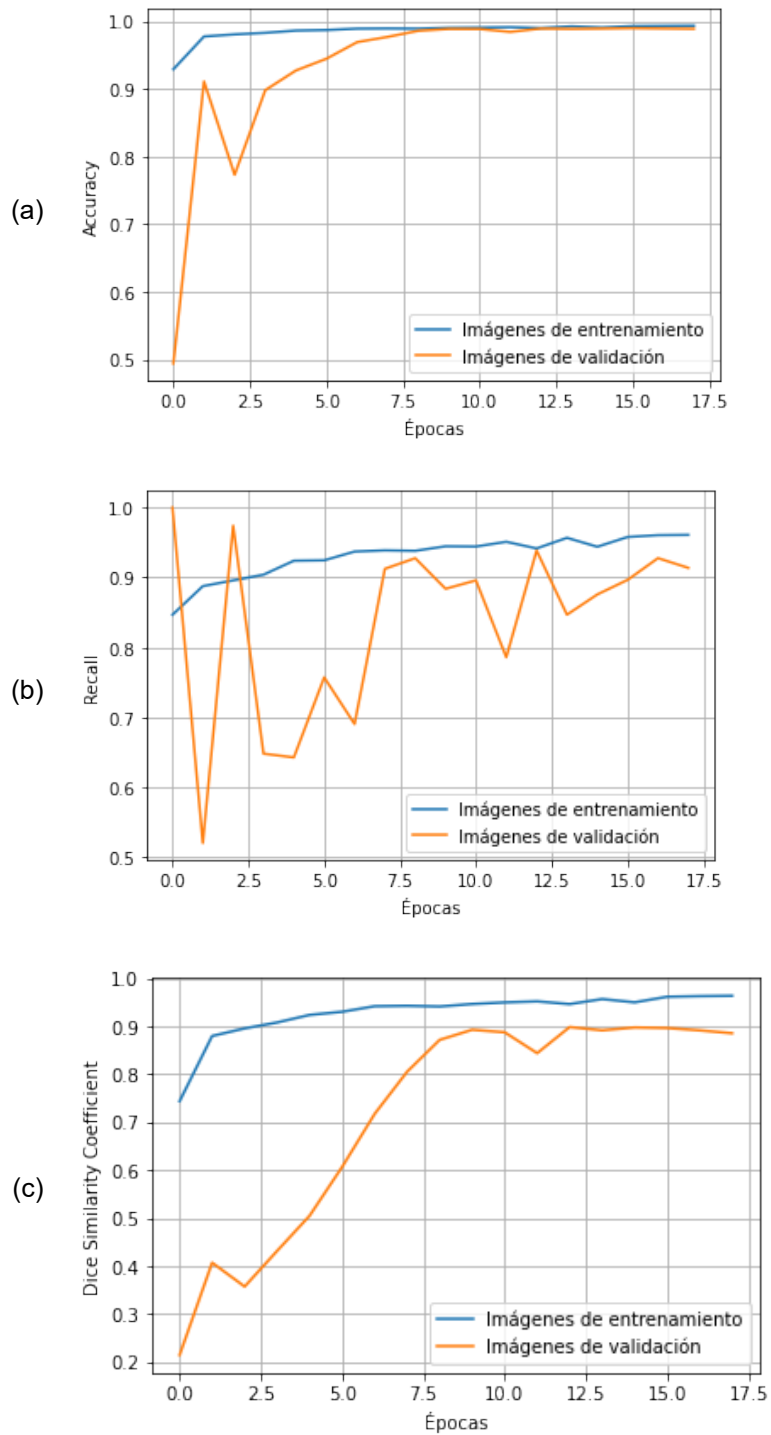 (a)
Accuracy
1.0
0.9
0.8
0.7
0.6
0.5
Imágenes de entrenamiento
Imágenes de validación
0.0 2.5 5.0 7.5 10.0 12.5 15.0 17.5
Épocas
(b)
Recall
1.0
0.9
0.8
0.7
0.6
0.5
Imágenes de entrenamiento
Imágenes de validación
0.0 2.5 5.0 7.5 10.0 12.5 15.0 17.5
Épocas
(c)
Dice Similarity Coefficient
1.0
0.9
0.8
0.7
0.6
0.5
0.4
0.3
0.2
Imágenes de entrenamiento
Imágenes de validación
0.0 2.5 5.0 7.5 10.0 12.5 15.0 17.5
Épocas